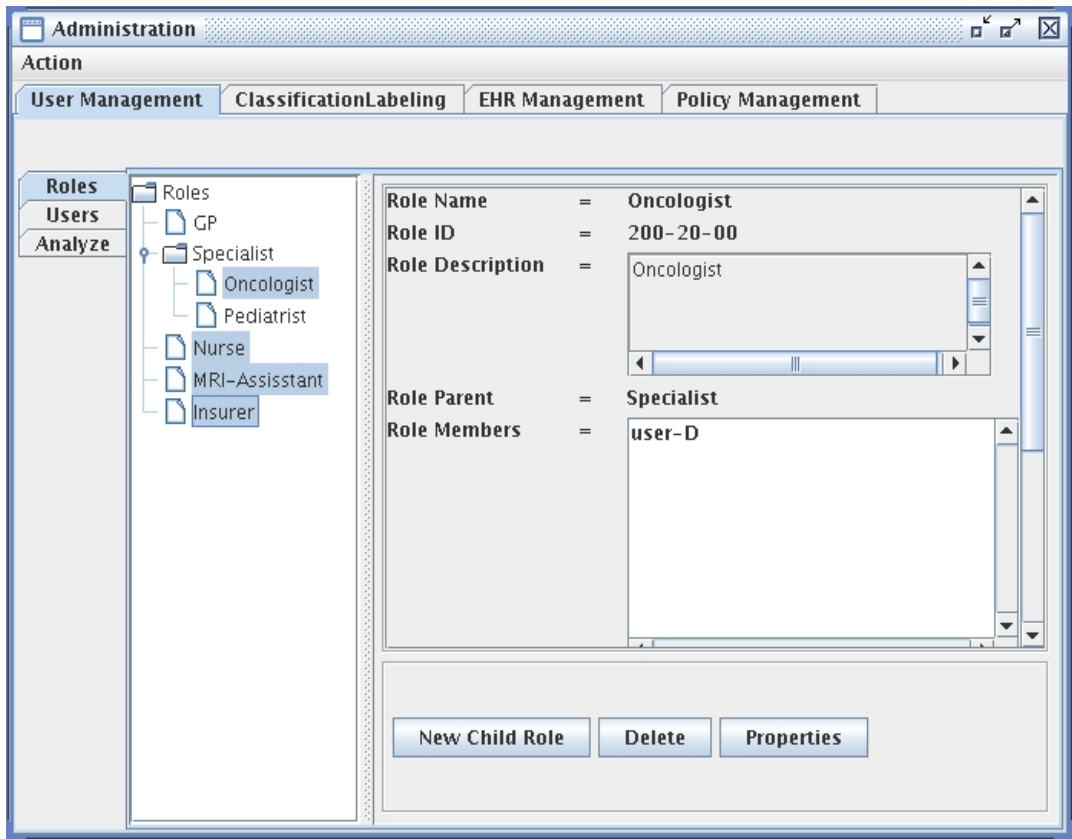 Administration
Action
User Management
ClassificationLabeling
EHR Management
Policy Management
Roles
Users
Analyze
Roles
GP
Specialist
Oncologist
Pediatrist
Nurse
MRI-Assisstant
Insurer
Role Name = Oncologist
Role ID = 200-20-00
Role Description = Oncologist
Role Parent = Specialist
Role Members = user-D
New Child Role
Delete
Properties